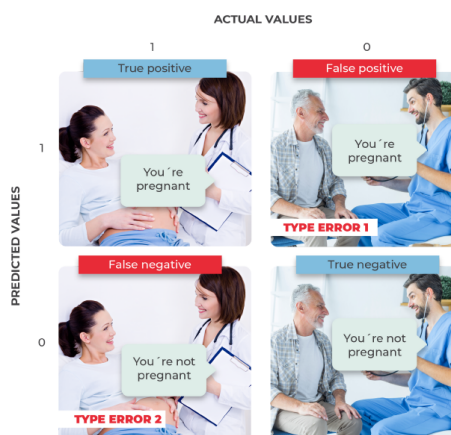 ACTUAL VALUES
1
0
True positive
False positive
1
You´re
pregnant
You´re
pregnant
TYPE ERROR 1
PREDICTED VALUES
False negative
True negative
0
You´re not
pregnant
You´re not
pregnant
TYPE ERROR 2